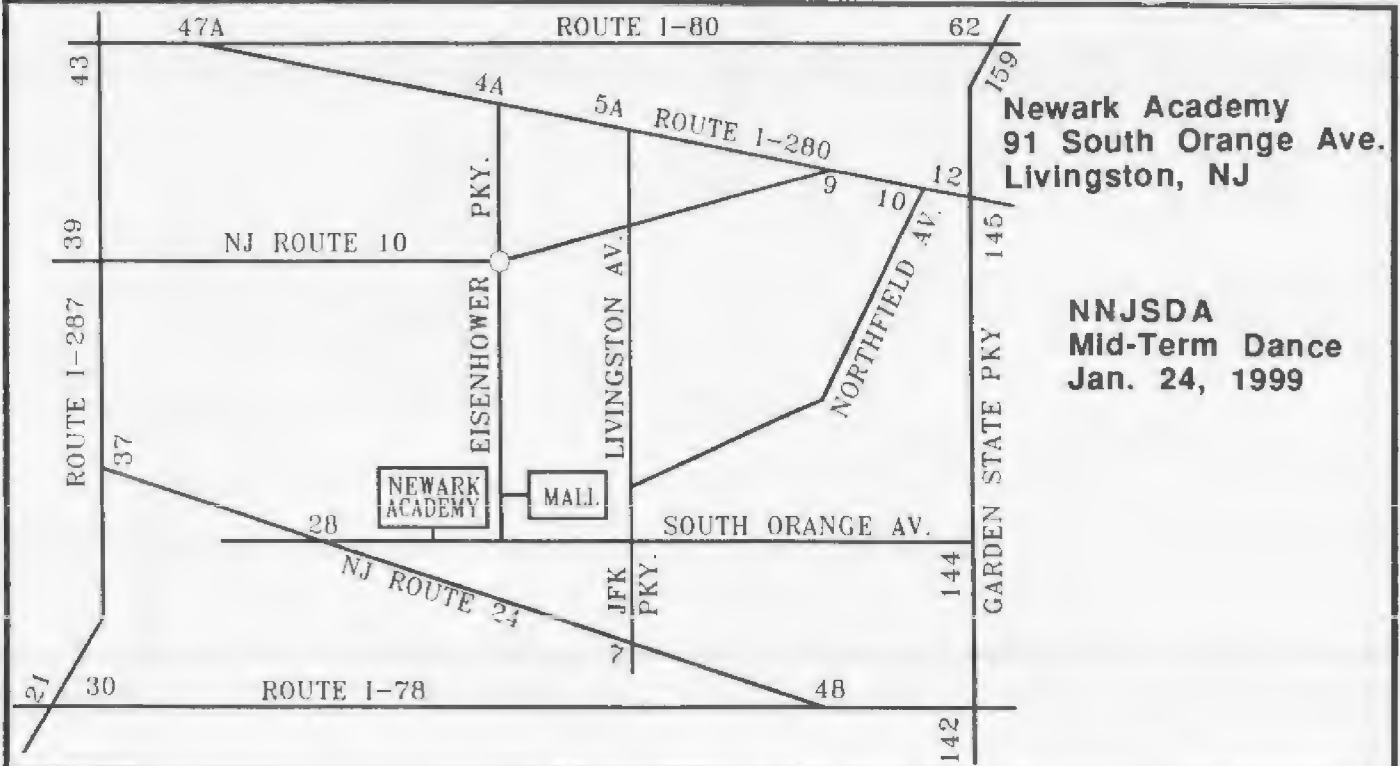 47A
ROUTE I-80
62
43
159
4A
5A
ROUTE I-280
9
10
12
145
Newark Academy
91 South Orange Ave.
Livingston, NJ
PKY.
EISENHOWER
39
NJ ROUTE 10
LIVINGSTON AV.
NORTHFIELD AV.
ROUTE I-287
GARDEN STATE PKY
NNJSDA
Mid-Term Dance
Jan. 24, 1999
37
NEWARK
ACADEMY
MALL
28
SOUTH ORANGE AV.
NJ ROUTE 24
JFK
PKY.
144
7
21
30
ROUTE I-78
48
142